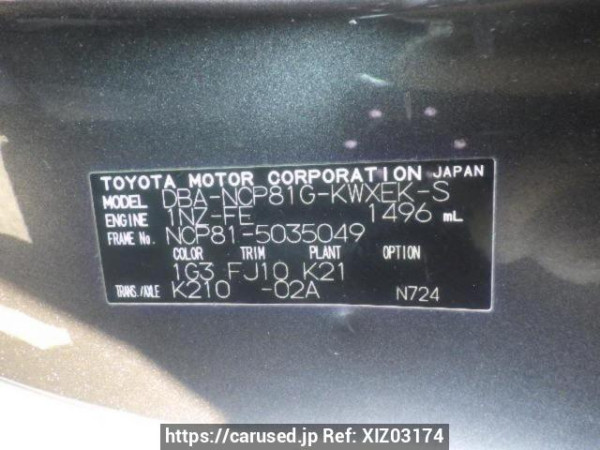 TOYOTA MOTOR CORPORATION JAPAN
MODEL DBA-NCP81G-KWXEK-S
ENGINE 1NZ-FE 1496 mL
FRAME No. NCP81-5035049
COLOR TRIM PLANT OPTION
1G3 FJ10 K21
TRANS./AXLE K210 -02A N724
https://carused.jp Ref: XIZ03174